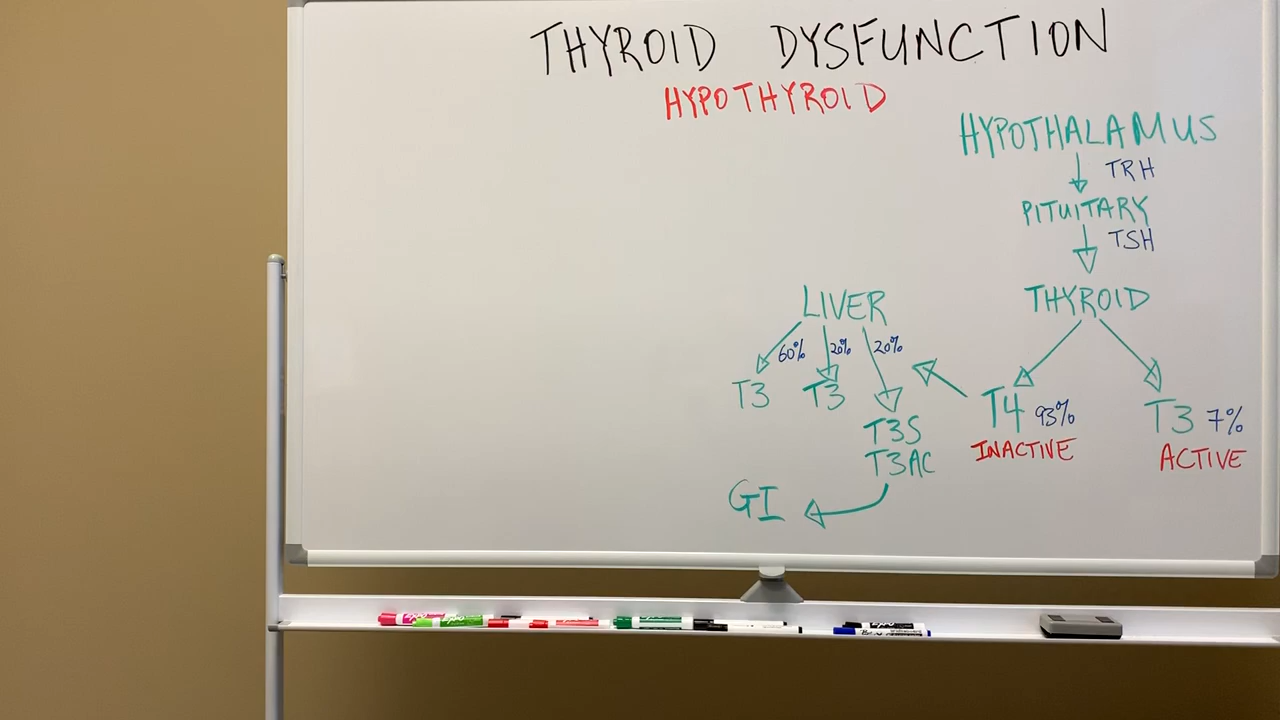 THYROID DYSFUNCTION
HYPOTHYROID
HYPOTHALAMUS
TRH
PITUITARY
TSH
THYROID
T4 93%
INACTIVE
T3 7%
ACTIVE
LIVER
60% 20% 20%
T3 T3
T3S
T3AC
GI